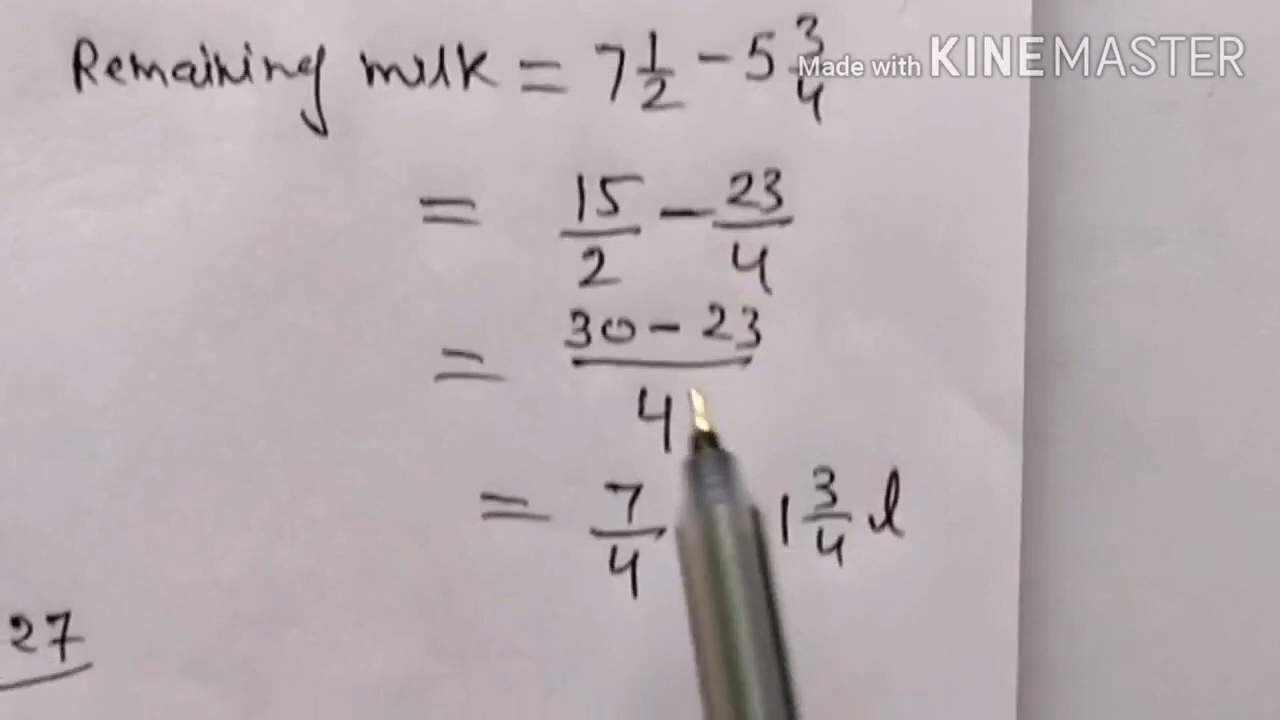 Remaining milk = 7 1/2 - 5 3/4
Made with KINEMASTER
= 15/2 - 23/4
= 30 - 23/4
= 7/4 1 3/4 l
27